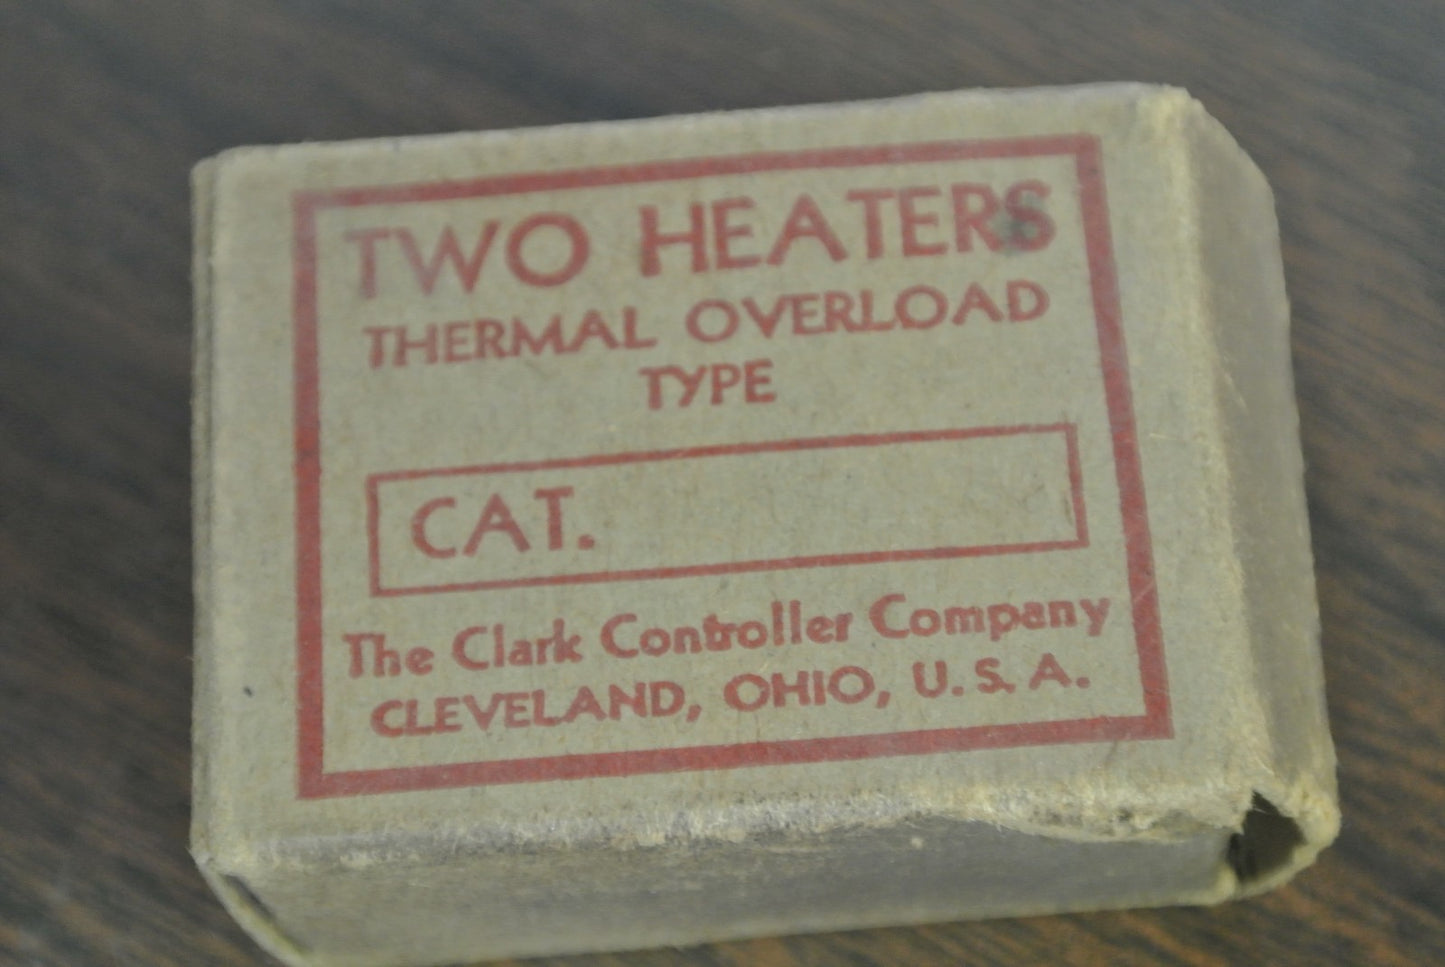 TWO HEATERS
THERMAL OVERLOAD
TYPE
CAT.
The Clark Controller Company
CLEVELAND, OHIO, U.S.A.